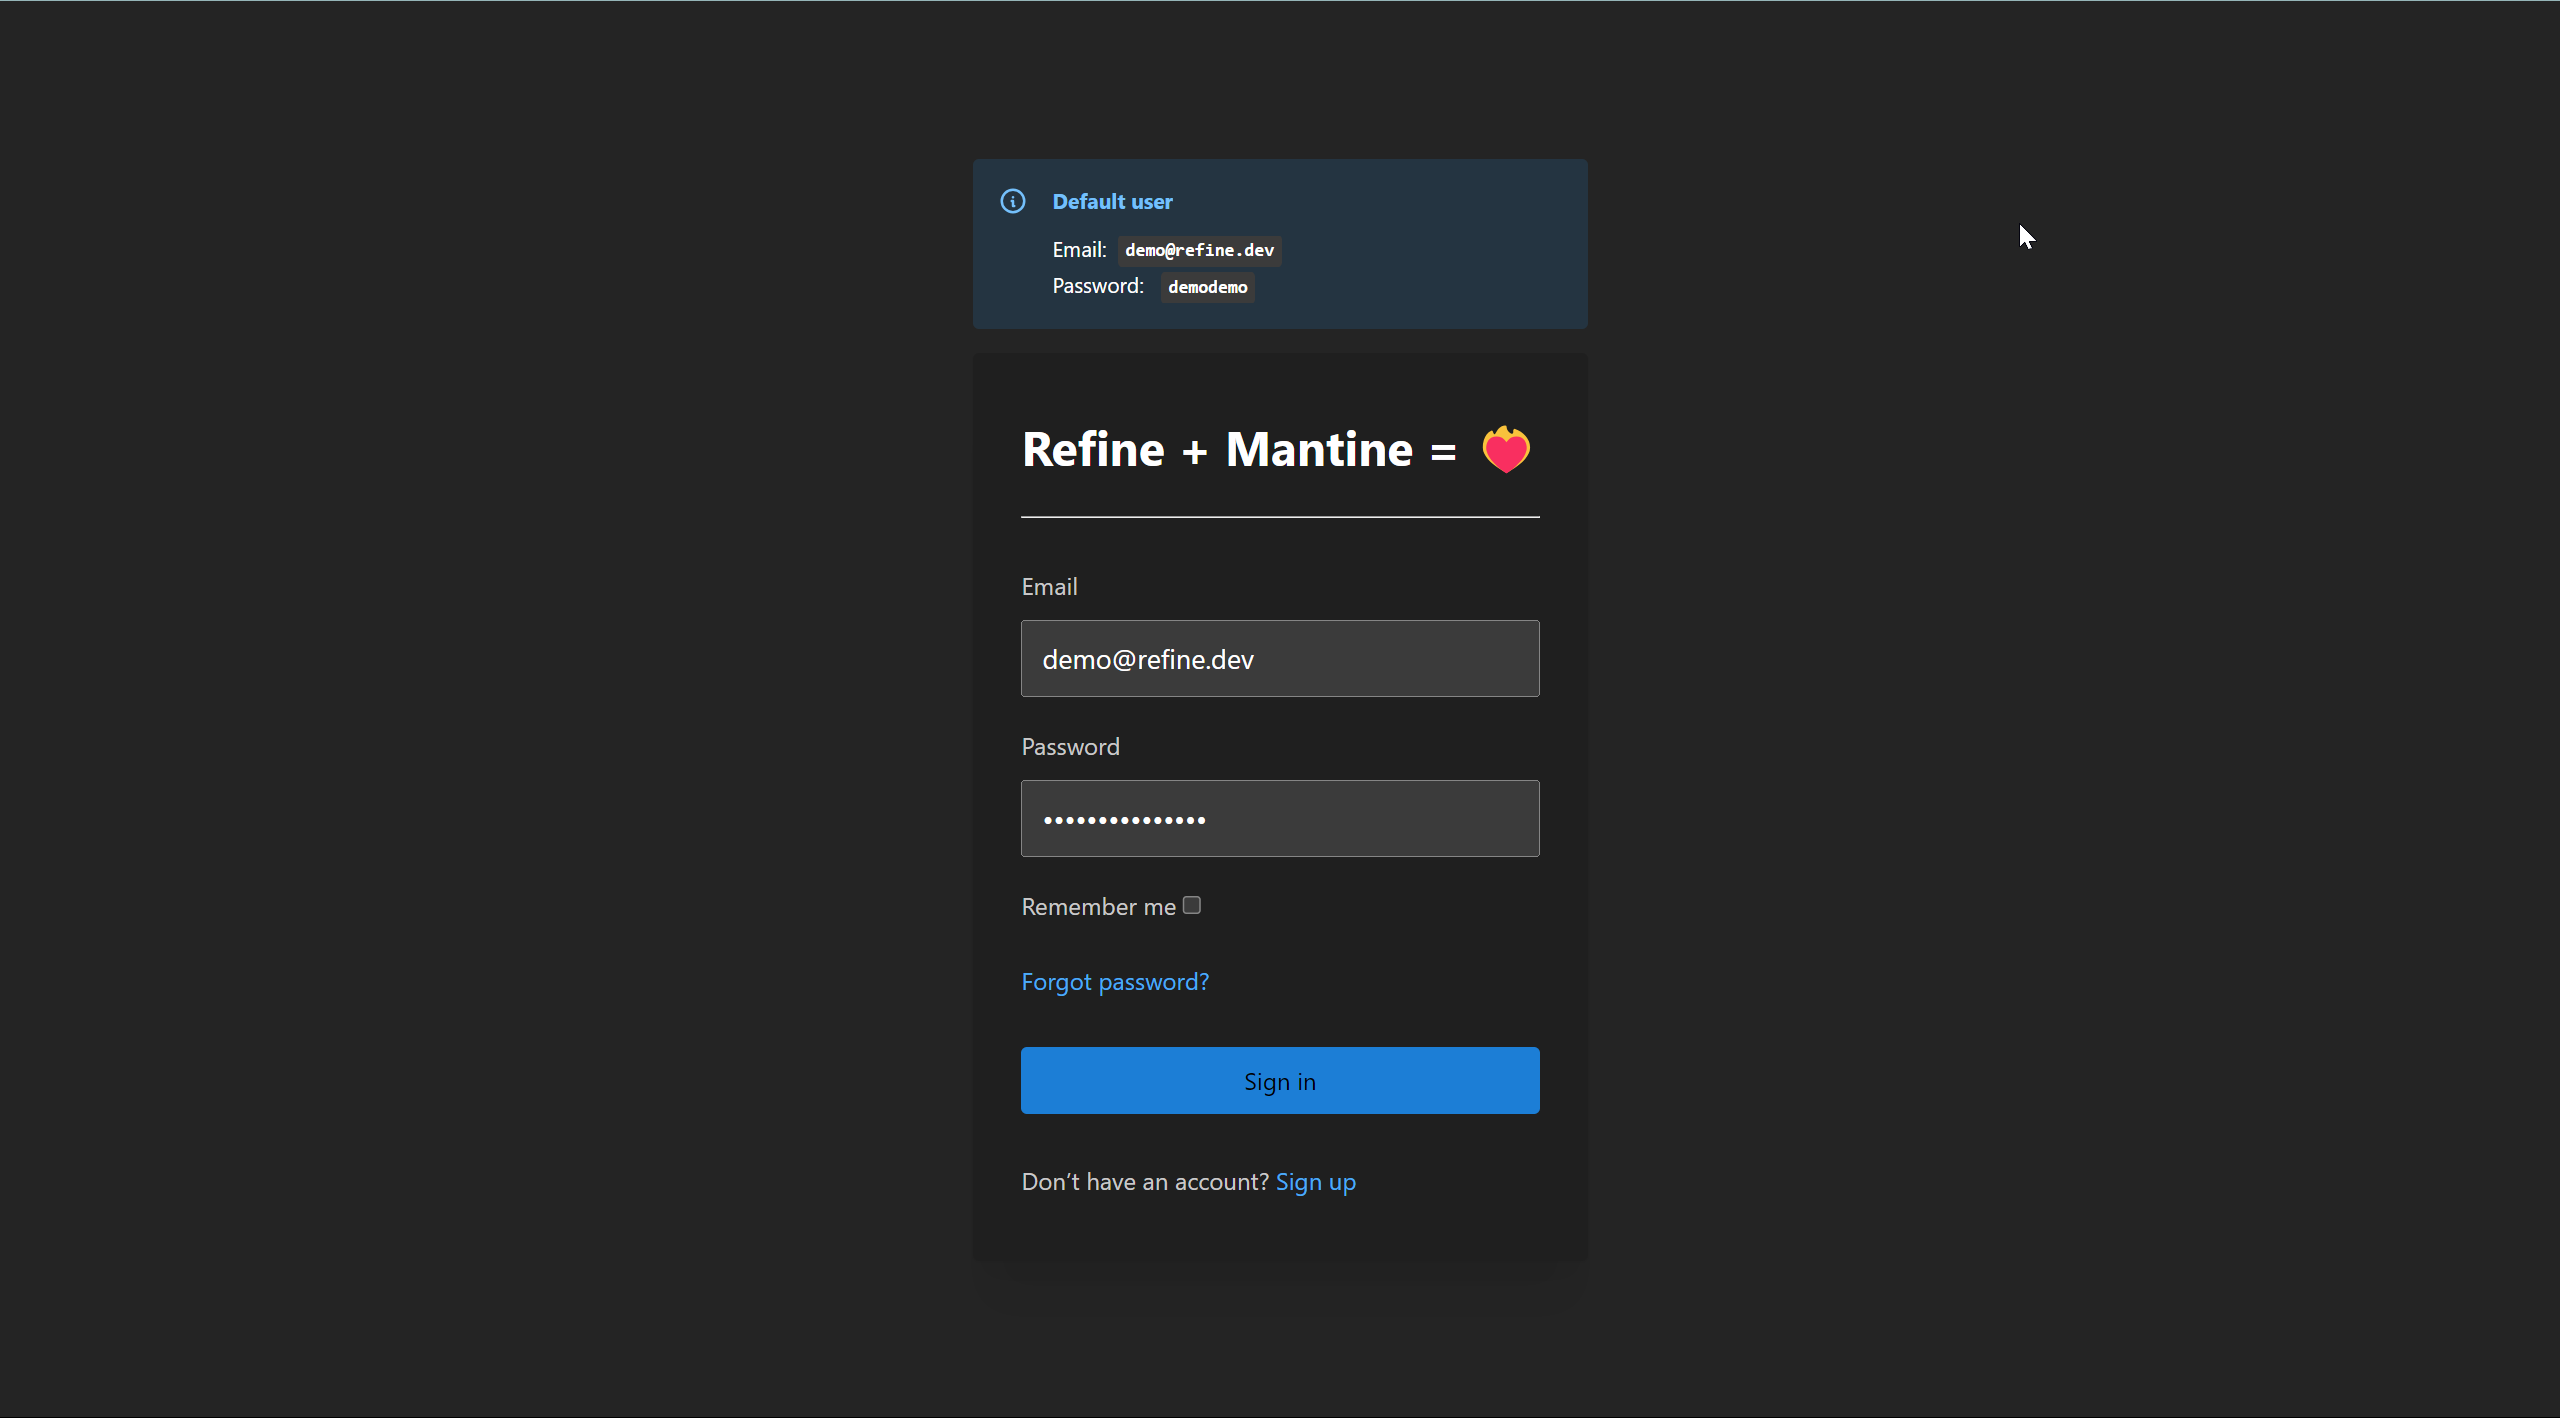 Default user
Email: demo@refine.dev
Password: demodemo
Refine + Mantine = ❤️‍🔥
Email
demo@refine.dev
Password
•••••••••••••••
Remember me
Forgot password?
Sign in
Don’t have an account? Sign up